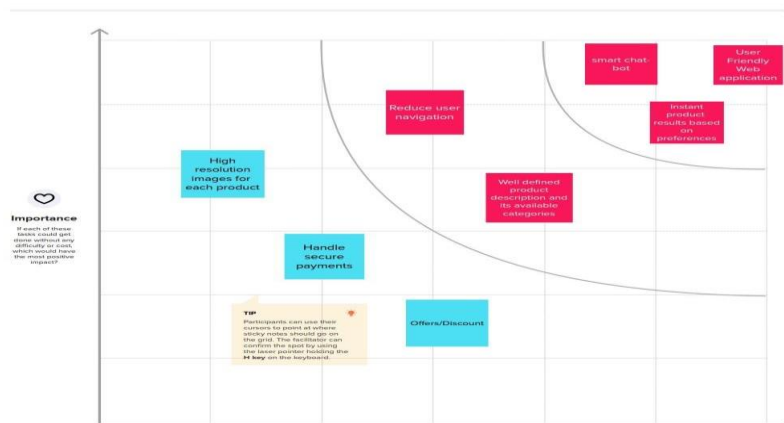 smart chat-
bot
User
Friendly
Web
application
Reduce user
navigation
Instant
product
results based
on
preferences
High
resolution
images for
each product
Well defined
product
description and
its available
categories
Importance
If each of these
tasks could get
done without any
difficulty or cost,
which would have
the most positive
impact?
Handle
secure
payments
TIP
Participants can use their
cursors to point at where
sticky notes should go on
the grid. The facilitator can
confirm the spot by using
the laser pointer holding the
H key on the keyboard.
Offers/Discount